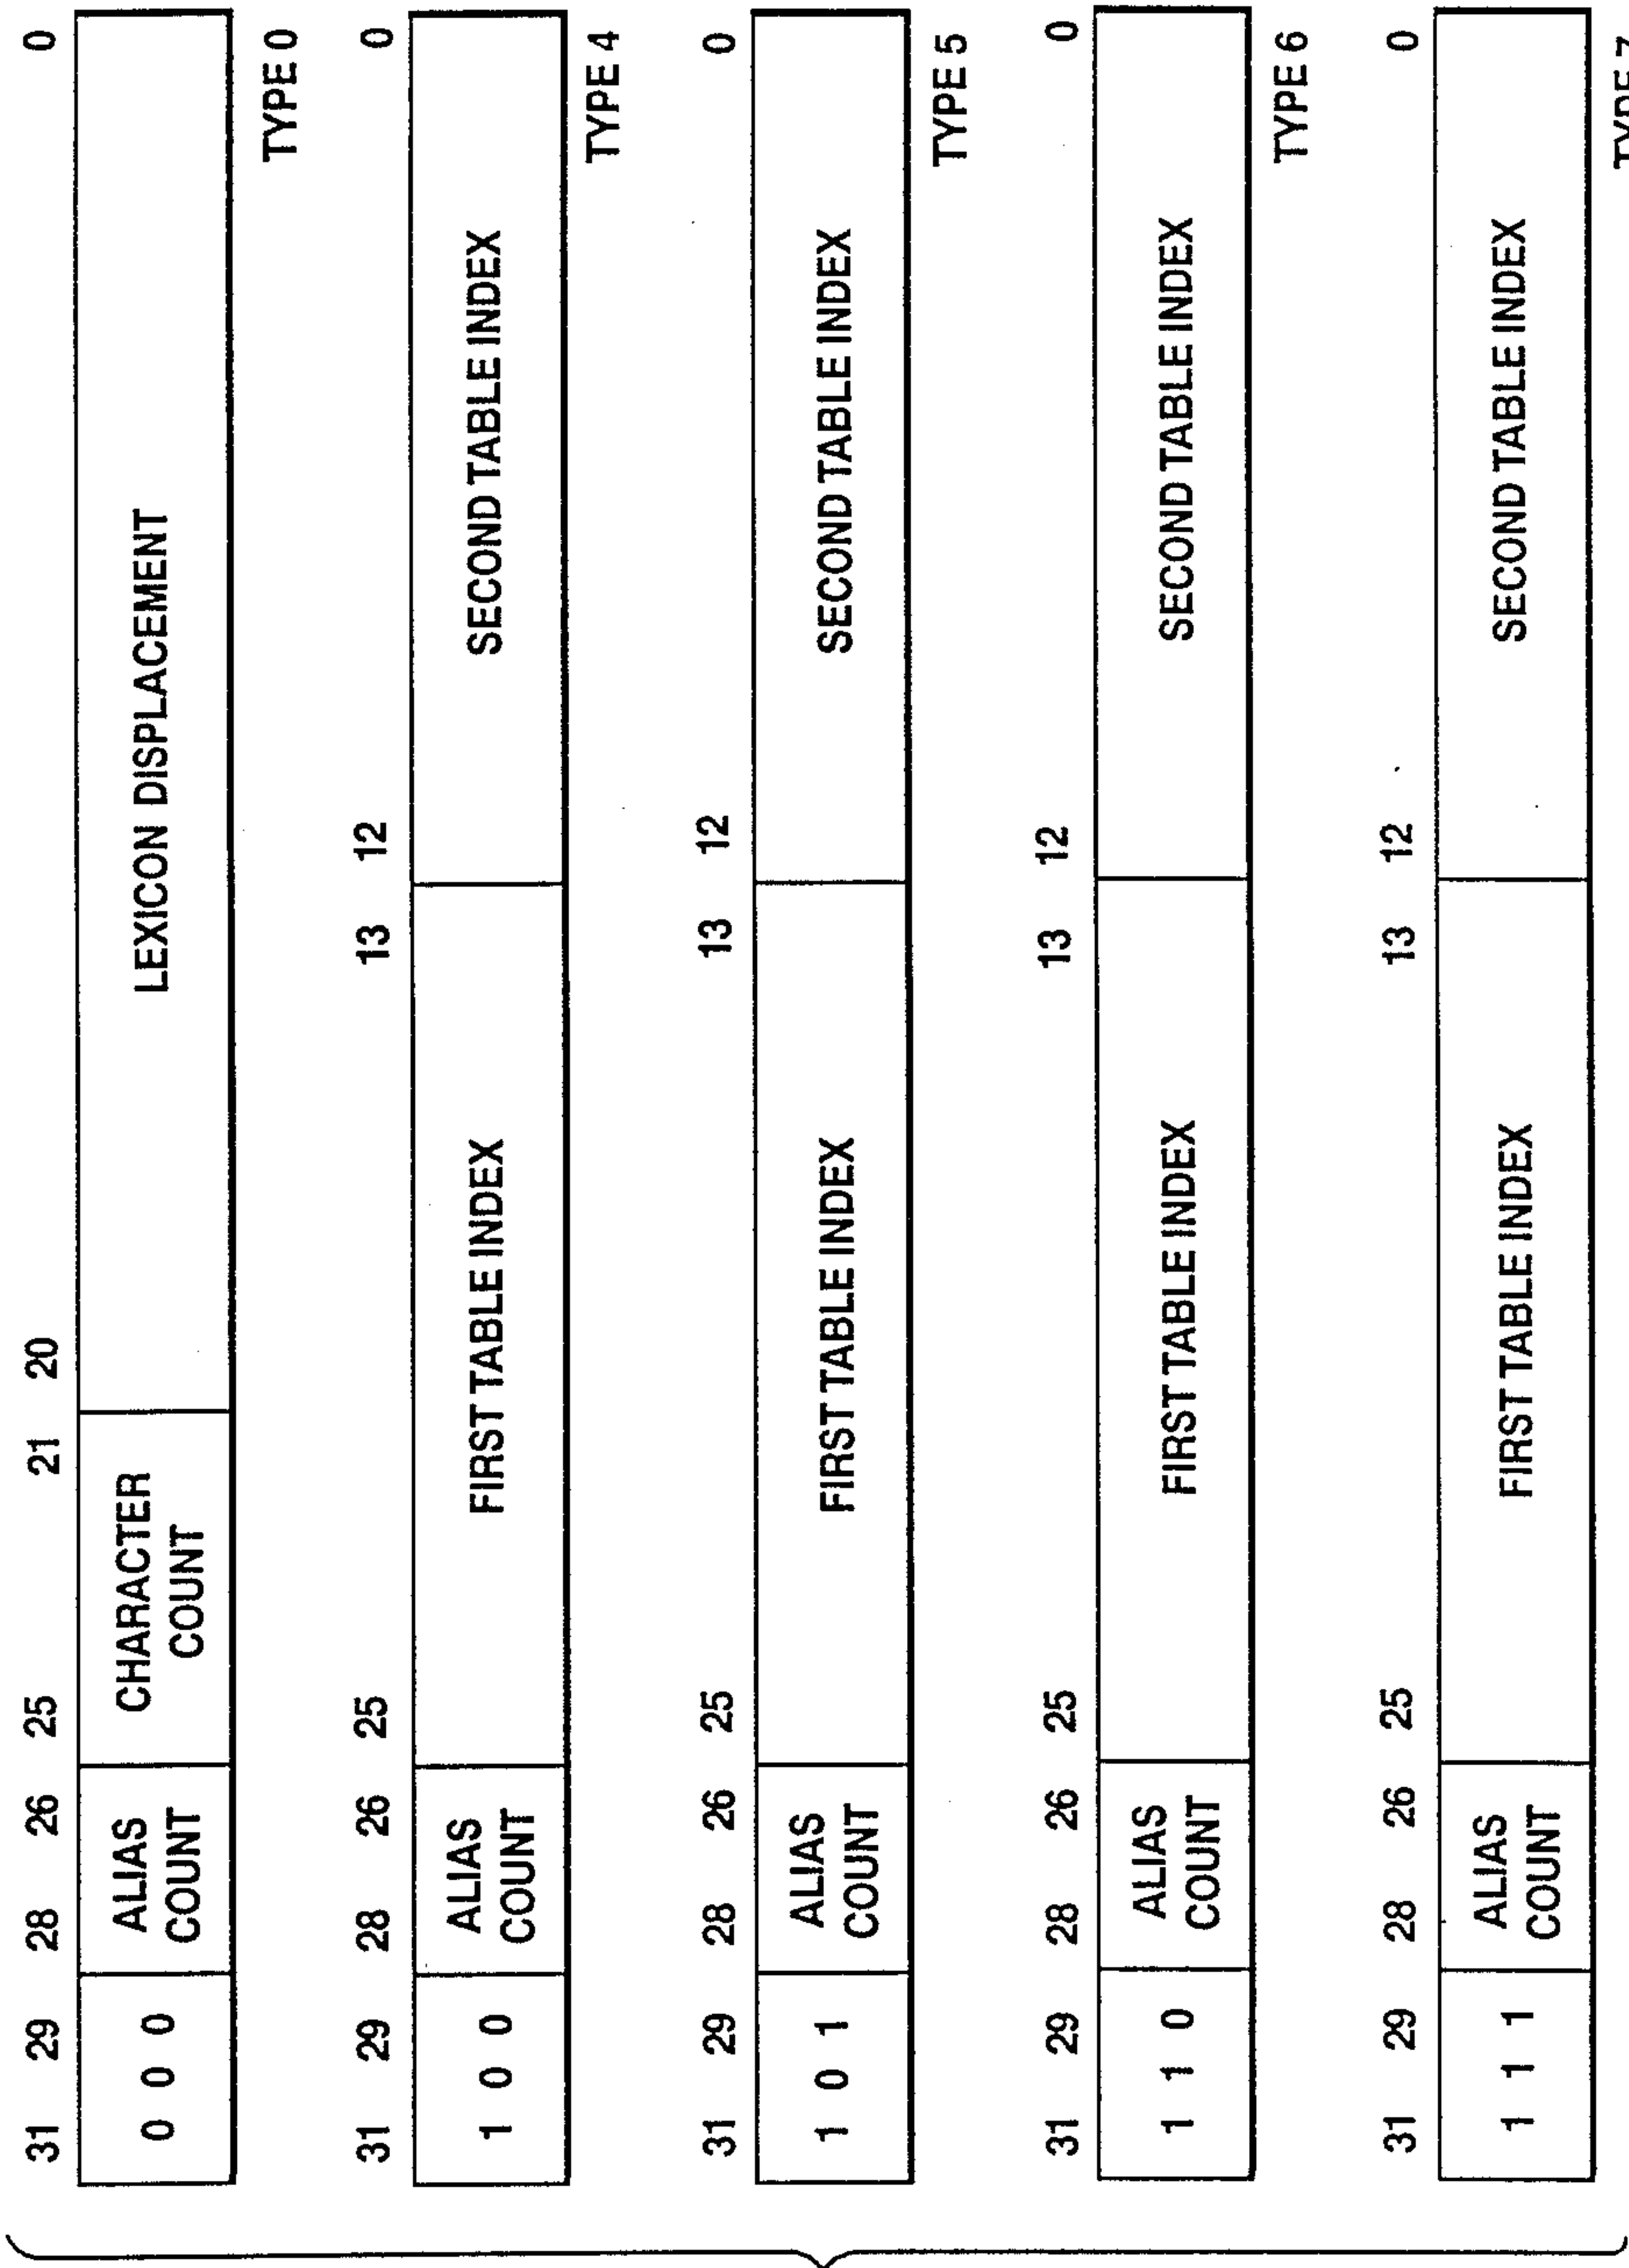 31 29 28 26 25 21 20 0
0 0 0 ALIAS COUNT CHARACTER COUNT LEXICON DISPLACEMENT
TYPE 0
31 29 28 26 25 13 12 0
1 0 0 ALIAS COUNT FIRST TABLE INDEX SECOND TABLE INDEX
TYPE 4
31 29 28 26 25 13 12 0
1 0 1 ALIAS COUNT FIRST TABLE INDEX SECOND TABLE INDEX
TYPE 5
31 29 28 26 25 13 12 0
1 1 0 ALIAS COUNT FIRST TABLE INDEX SECOND TABLE INDEX
TYPE 6
31 29 28 26 25 13 12 0
1 1 1 ALIAS COUNT FIRST TABLE INDEX SECOND TABLE INDEX
TYPE 7